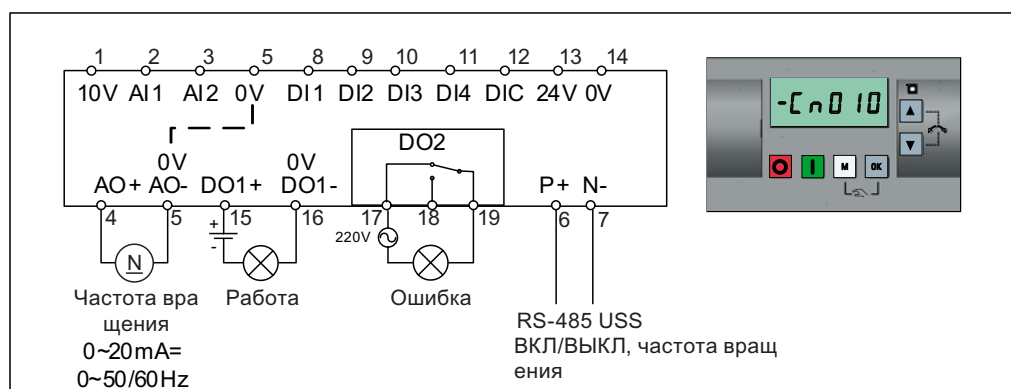 1 2 3 5 8 9 10 11 12 13 14
10V AI1 AI2 0V DI1 DI2 DI3 DI4 DIC 24V 0V
-Cn010
DO2
0V 0V
AO+ AO- DO1+ DO1- P+ N-
M OK
4 5 15 16 17 18 19 6 7
+
-
220V
N
Частота вра
щения
0~20mA=
0~50/60Hz
Работа
Ошибка
RS-485 USS
ВКЛ/ВЫКЛ, частота вращ
ения